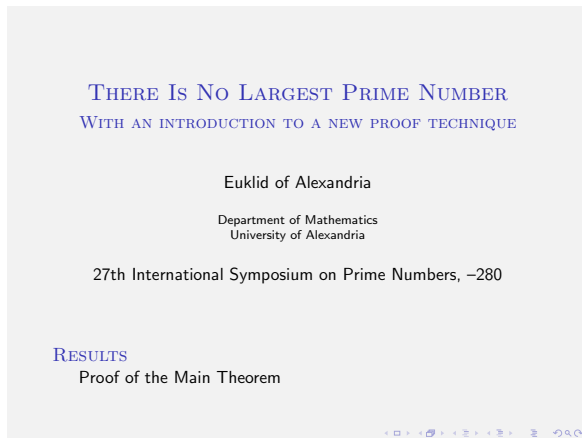 There Is No Largest Prime Number
With an introduction to a new proof technique
Euklid of Alexandria
Department of Mathematics
University of Alexandria
27th International Symposium on Prime Numbers, –280
Results
Proof of the Main Theorem